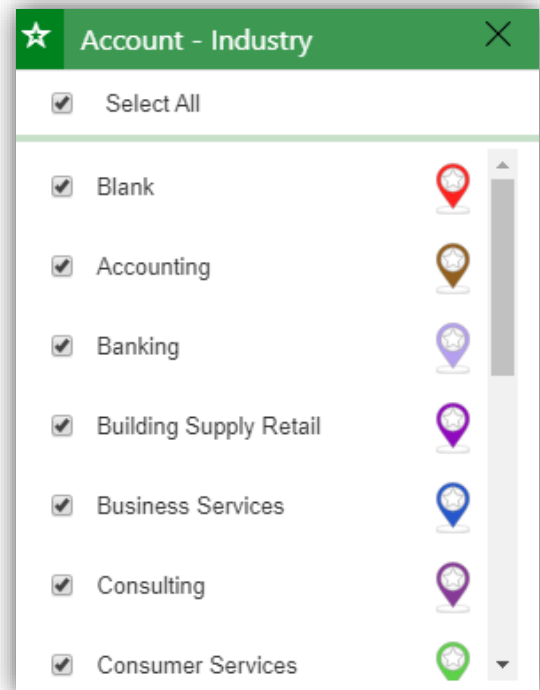 Account - Industry
Select All
Blank
Accounting
Banking
Building Supply Retail
Business Services
Consulting
Consumer Services